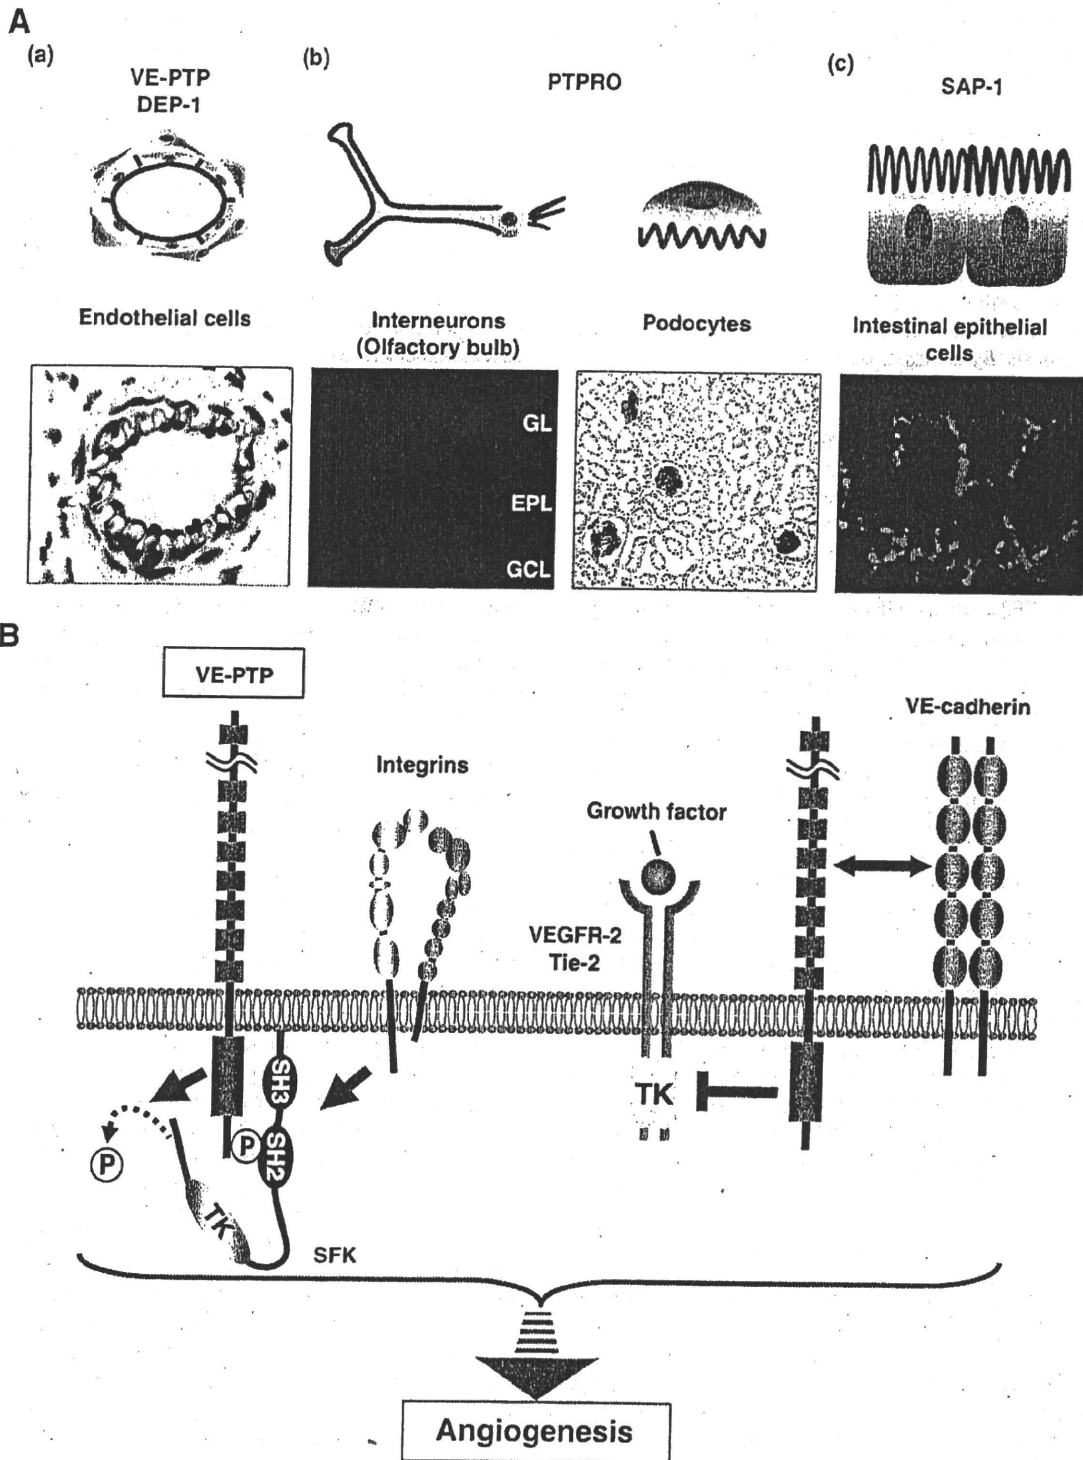 A
(a)
VE-PTP
DEP-1
(b)
PTPRO
(c)
SAP-1
Endothelial cells
Interneurons
(Olfactory bulb)
Podocytes
Intestinal epithelial
cells
GL
EPL
GCL
B
VE-PTP
Integrins
Growth factor
VEGFR-2
Tie-2
VE-cadherin
SH3
P
SH2
P
TK
SFK
TK
Angiogenesis